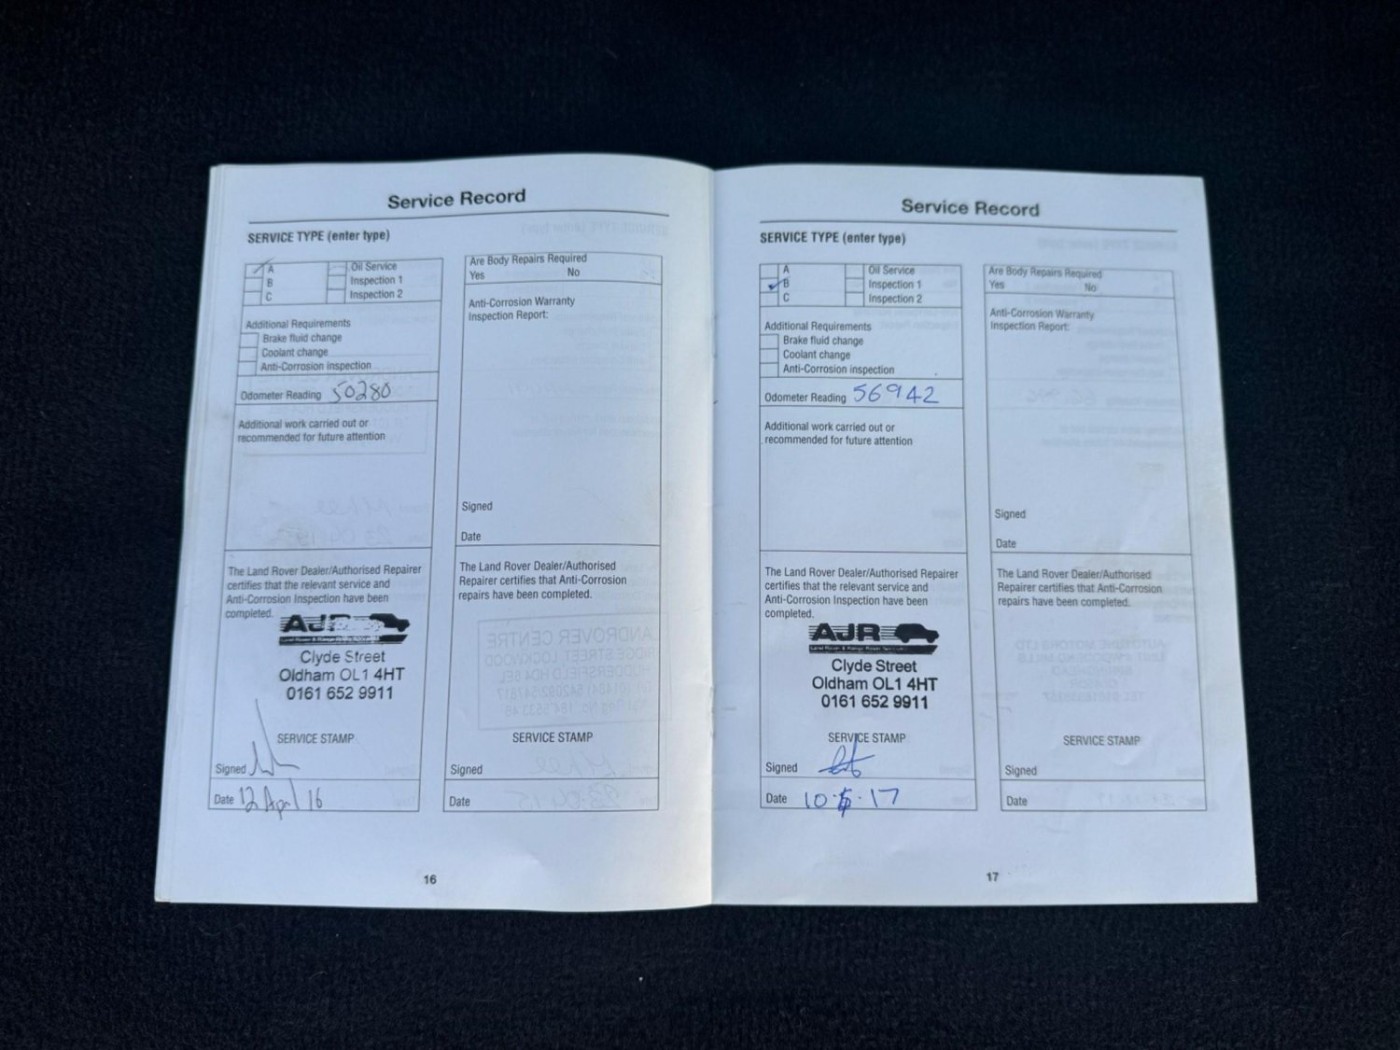 Service Record
SERVICE TYPE (enter type)
A
B
C
Oil Service
Inspection 1
Inspection 2
Additional Requirements
Brake fluid change
Coolant change
Anti-Corrosion inspection
Odometer Reading 50280
Additional work carried out or
recommended for future attention
The Land Rover Dealer/Authorised Repairer
certifies that the relevant service and
Anti-Corrosion Inspection have been
completed.
AJR
Clyde Street
Oldham OL1 4HT
0161 652 9911
SERVICE STAMP
Signed
Date 12 April 16
Are Body Repairs Required
Yes No
Anti-Corrosion Warranty
Inspection Report:
Signed
Date
The Land Rover Dealer/Authorised
Repairer certifies that Anti-Corrosion
repairs have been completed.
SERVICE STAMP
Signed
Date
16
Service Record
SERVICE TYPE (enter type)
A
B
C
Oil Service
Inspection 1
Inspection 2
Additional Requirements
Brake fluid change
Coolant change
Anti-Corrosion inspection
Odometer Reading 56942
Additional work carried out or
recommended for future attention
The Land Rover Dealer/Authorised Repairer
certifies that the relevant service and
Anti-Corrosion Inspection have been
completed.
AJR
Clyde Street
Oldham OL1 4HT
0161 652 9911
SERVICE STAMP
Signed
Date 10 17
Are Body Repairs Required
Yes No
Anti-Corrosion Warranty
Inspection Report:
Signed
Date
The Land Rover Dealer/Authorised
Repairer certifies that Anti-Corrosion
repairs have been completed.
SERVICE STAMP
Signed
Date
17